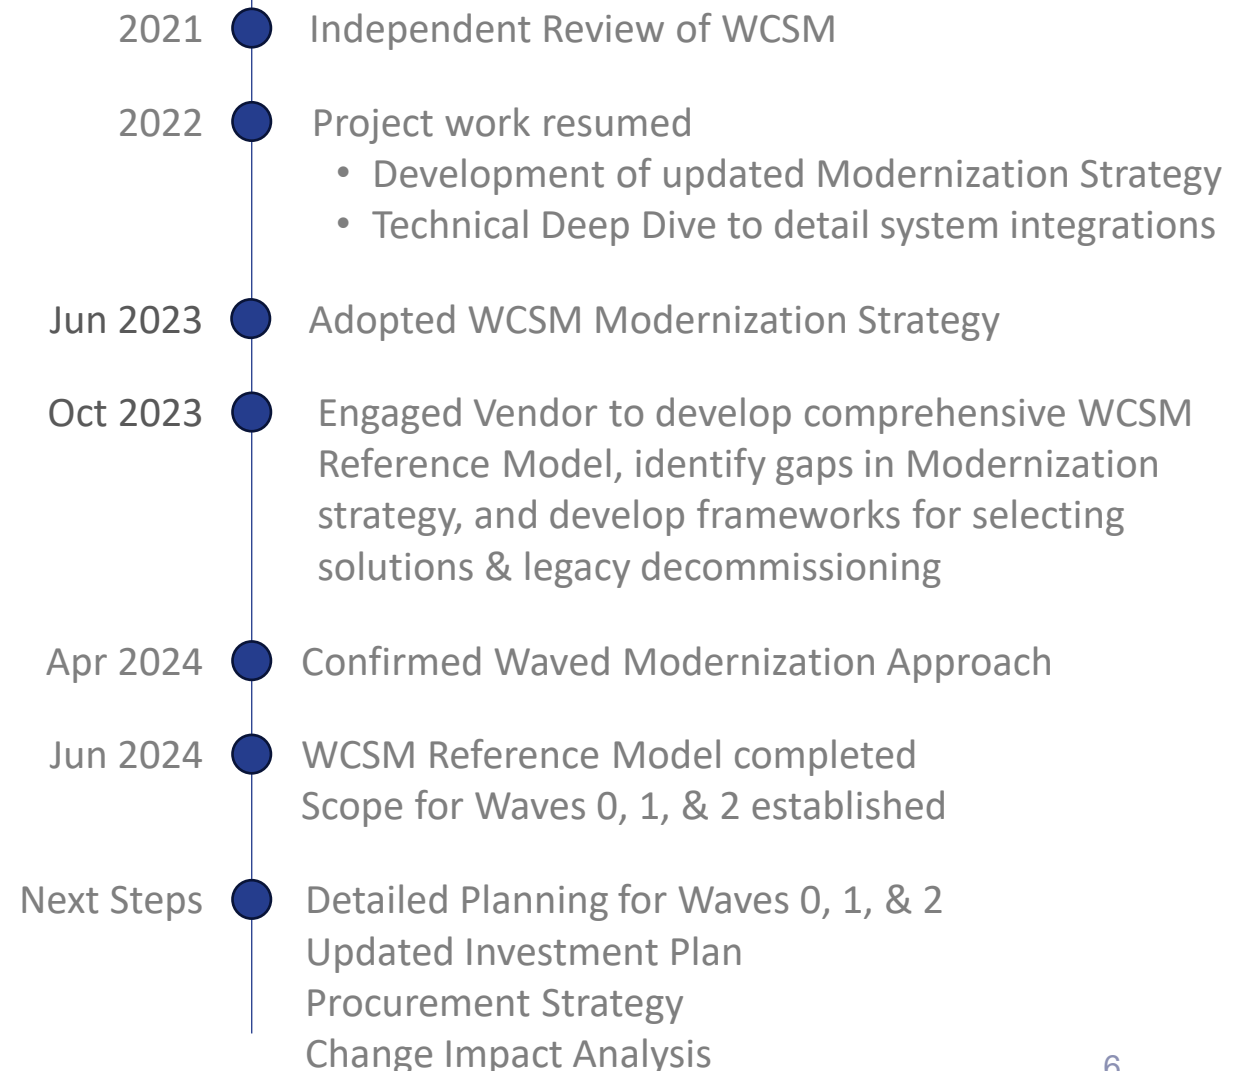 2021 Independent Review of WCSM
2022 Project work resumed
• Development of updated Modernization Strategy
• Technical Deep Dive to detail system integrations
Jun 2023 Adopted WCSM Modernization Strategy
Oct 2023 Engaged Vendor to develop comprehensive WCSM
Reference Model, identify gaps in Modernization
strategy, and develop frameworks for selecting
solutions & legacy decommissioning
Apr 2024 Confirmed Waved Modernization Approach
Jun 2024 WCSM Reference Model completed
Scope for Waves 0, 1, & 2 established
Next Steps Detailed Planning for Waves 0, 1, & 2
Updated Investment Plan
Procurement Strategy
Change Impact Analysis
6